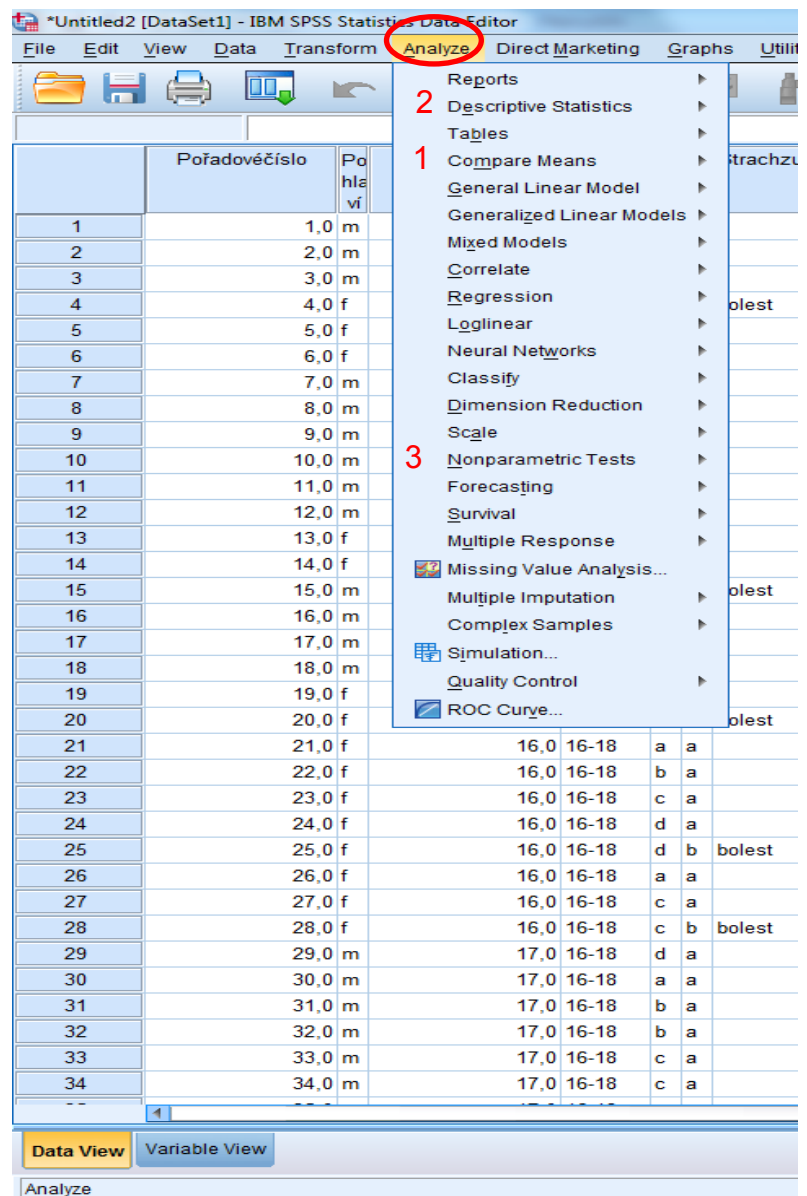 *Untitled2 [DataSet1] - IBM SPSS Statistics Data Editor
File Edit View Data Transform Analyze Direct Marketing Graphs
Reports
2 Descriptive Statistics
Tables
1 Compare Means
General Linear Model
Generalized Linear Models
Mixed Models
Correlate
Regression
Loglinear
Neural Networks
Classify
Dimension Reduction
Scale
3 Nonparametric Tests
Forecasting
Survival
Multiple Response
Missing Value Analysis...
Multiple Imputation
Complex Samples
Simulation...
Quality Control
ROC Curve...
Pořadovéčíslo Pohlaví
1 1,0 m
2 2,0 m
3 3,0 m
4 4,0 f
5 5,0 f
6 6,0 f
7 7,0 m
8 8,0 m
9 9,0 m
10 10,0 m
11 11,0 m
12 12,0 m
13 13,0 f
14 14,0 f
15 15,0 m
16 16,0 m
17 17,0 m
18 18,0 m
19 19,0 f
20 20,0 f
21 21,0 f 16,0 16-18 a a
22 22,0 f 16,0 16-18 b a
23 23,0 f 16,0 16-18 c a
24 24,0 f 16,0 16-18 d a
25 25,0 f 16,0 16-18 d b bolest
26 26,0 f 16,0 16-18 a a
27 27,0 f 16,0 16-18 c a
28 28,0 f 16,0 16-18 c b bolest
29 29,0 m 17,0 16-18 d a
30 30,0 m 17,0 16-18 a a
31 31,0 m 17,0 16-18 b a
32 32,0 m 17,0 16-18 b a
33 33,0 m 17,0 16-18 c a
34 34,0 m 17,0 16-18 c a
Data View Variable View
Analyze